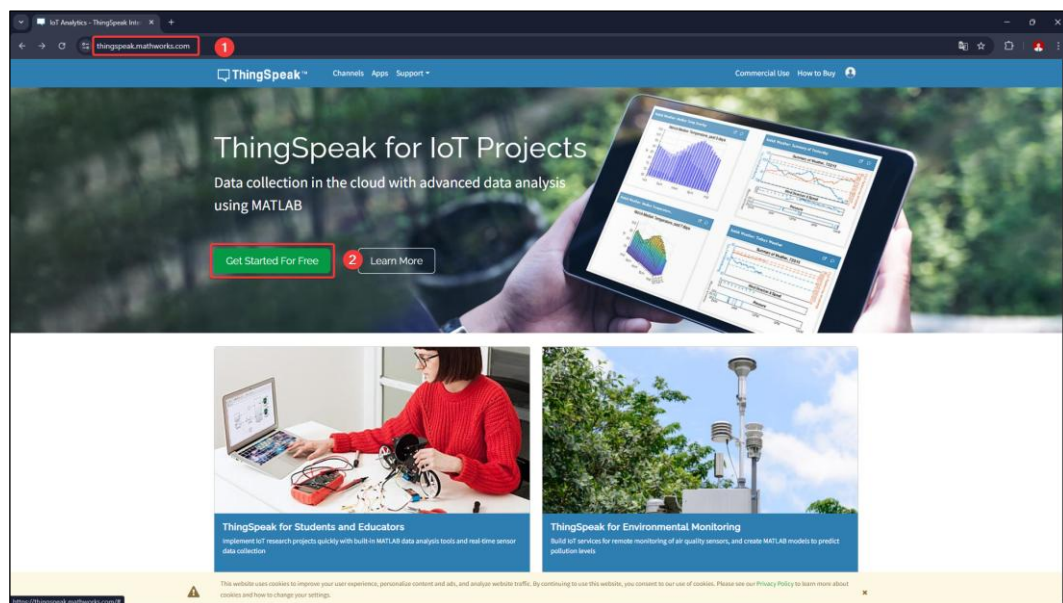 IoT Analytics - ThingSpeak Inte
thingspeak.mathworks.com
1
ThingSpeak™
Channels Apps Support
Commercial Use How to Buy
ThingSpeak for IoT Projects
Data collection in the cloud with advanced data analysis
using MATLAB
Get Started For Free
2
Learn More
ThingSpeak for Students and Educators
Implement IoT research projects quickly with built-in MATLAB data analysis tools and real-time sensor
data collection
ThingSpeak for Environmental Monitoring
Build IoT services for remote monitoring of air quality sensors, and create MATLAB models to predict
pollution levels
This website uses cookies to improve your user experience, personalize content and ads, and analyze website traffic. By continuing to use this website, you consent to our use of cookies. Please see our Privacy Policy to learn more about
cookies and how to change your settings.
https://thingspeak.mathworks.com/#